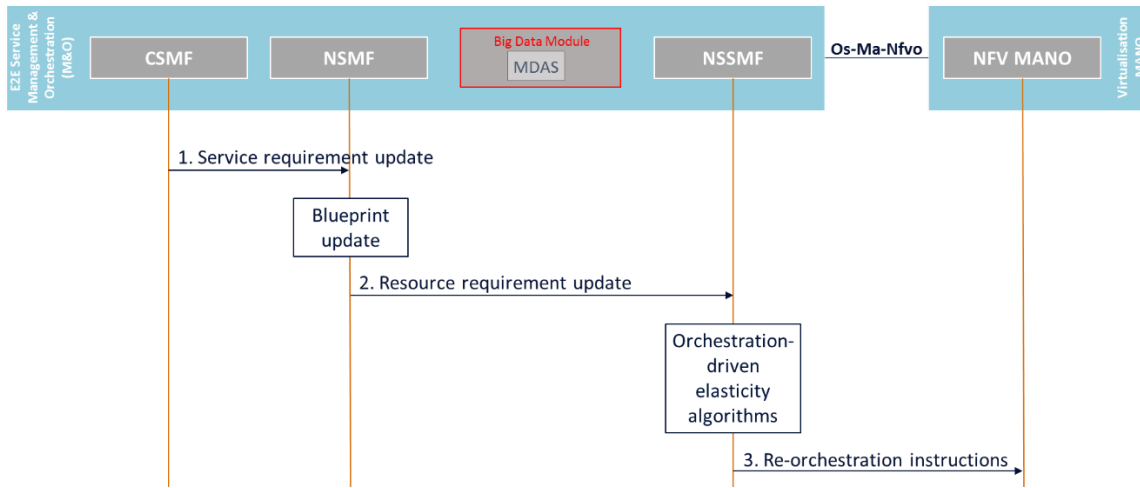 E2E Service
Management &
Orchestration
(M&O)
CSMF
NSMF
Big Data Module
MDAS
NSSMF
Os-Ma-Nfvo
NFV MANO
Virtualisation
MANO
1. Service requirement update
Blueprint
update
2. Resource requirement update
Orchestration-
driven
elasticity
algorithms
3. Re-orchestration instructions